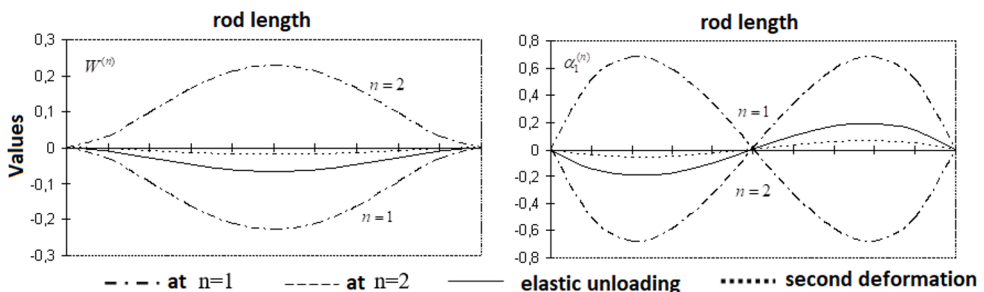 rod length
0,3
0,2
0,1
0
-0,1
-0,2
-0,3
Values
W(n)
n = 2
n = 1
rod length
0,8
0,6
0,4
0,2
0
-0,2
-0,4
-0,6
-0,8
α1(n)
n = 1
n = 2
at n=1 at n=2 elastic unloading second deformation